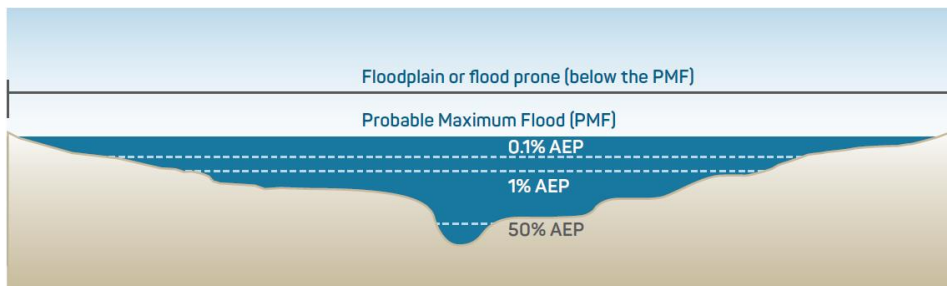 Floodplain or flood prone (below the PMF)
Probable Maximum Flood (PMF)
0.1% AEP
1% AEP
50% AEP